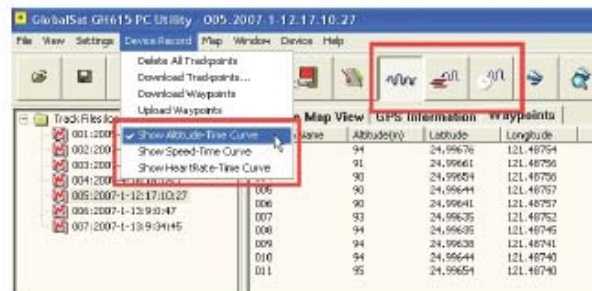 GlobalSat GH615 PC Utility - 005:2007-1-12:17:10:27
File View Settings Device Record Map Window Device Help
Delete All Trackpoints
Download Trackpoints...
Download Waypoints
Upload Waypoints
Show Altitude-Time Curve
Show Speed-Time Curve
Show HeartRate-Time Curve
Map View GPS Information Waypoints
Track Files
Name Altitude(m) Latitude Longitude
001:200
002:200
003:200
004:200
005:2007-1-12:17:10:27
006:2007-1-13:9:0:47
007:2007-1-13:9:34:45
94 24.99676 121.48754
91 24.99661 121.48756
90 24.99654 121.48756
005 90 24.99644 121.48757
006 90 24.99641 121.48757
007 93 24.99635 121.48752
008 94 24.99635 121.48745
009 94 24.99638 121.48741
010 94 24.99644 121.48740
011 95 24.99654 121.48740